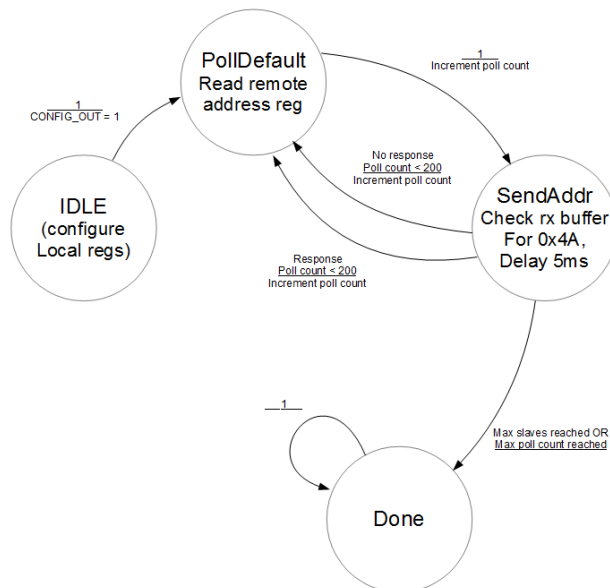 PollDefault
Read remote
address reg
1
Increment poll count
1
CONFIG_OUT = 1
No response
Poll count < 200
Increment poll count
IDLE
(configure
Local regs)
SendAddr
Check rx buffer
For 0x4A,
Delay 5ms
Response
Poll count < 200
Increment poll count
1
Max slaves reached OR
Max poll count reached
Done